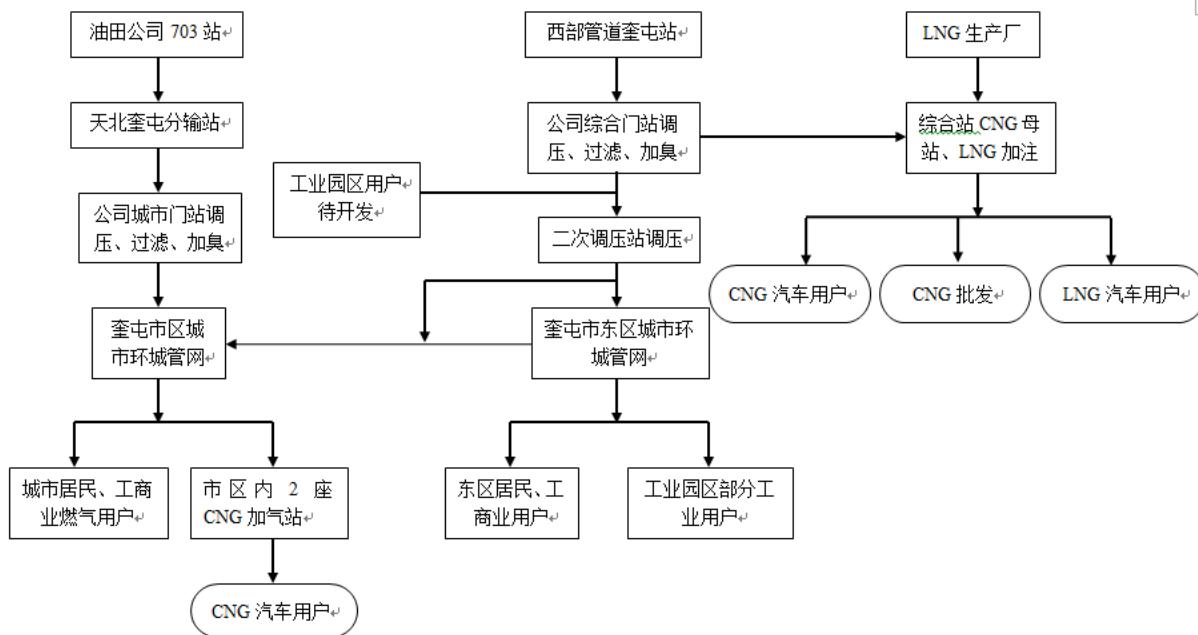 油田公司 703 站
西部管道奎屯站
LNG 生产厂
天北奎屯分输站
公司综合门站调
压、过滤、加臭
综合站 CNG 母
站、LNG 加注
工业园区用户
待开发
公司城市门站调
压、过滤、加臭
二次调压站调压
CNG 汽车用户
CNG 批发
LNG 汽车用户
奎屯市区城
市环城管网
奎屯市东区城市环
城管网
城市居民、工商
业燃气用户
市区内 2 座
CNG 加气站
东区居民、工
商业用户
工业园区部分工
业用户
CNG 汽车用户